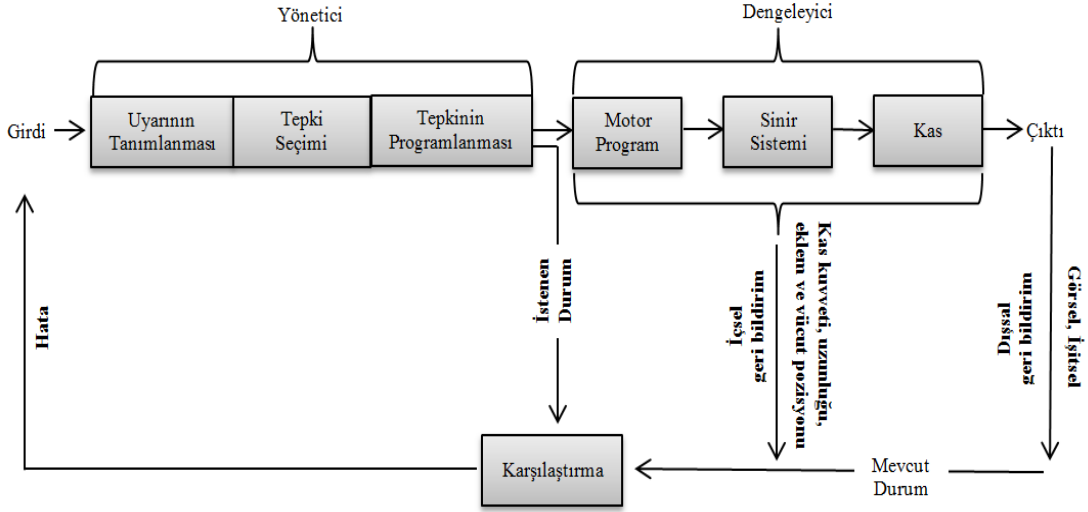 Yönetici
Dengeleyici
Girdi
Uyarının
Tanımlanması
Tepki
Seçimi
Tepkinin
Programlanması
Motor
Program
Sinir
Sistemi
Kas
Çıktı
Hata
İstenen
Durum
İçsel
geri bildirim
Kas kuvveti, uzunluğu,
eklem ve vücut pozisyonu
Dışsal
geri bildirim
Görsel, İşitsel
Karşılaştırma
Mevcut
Durum